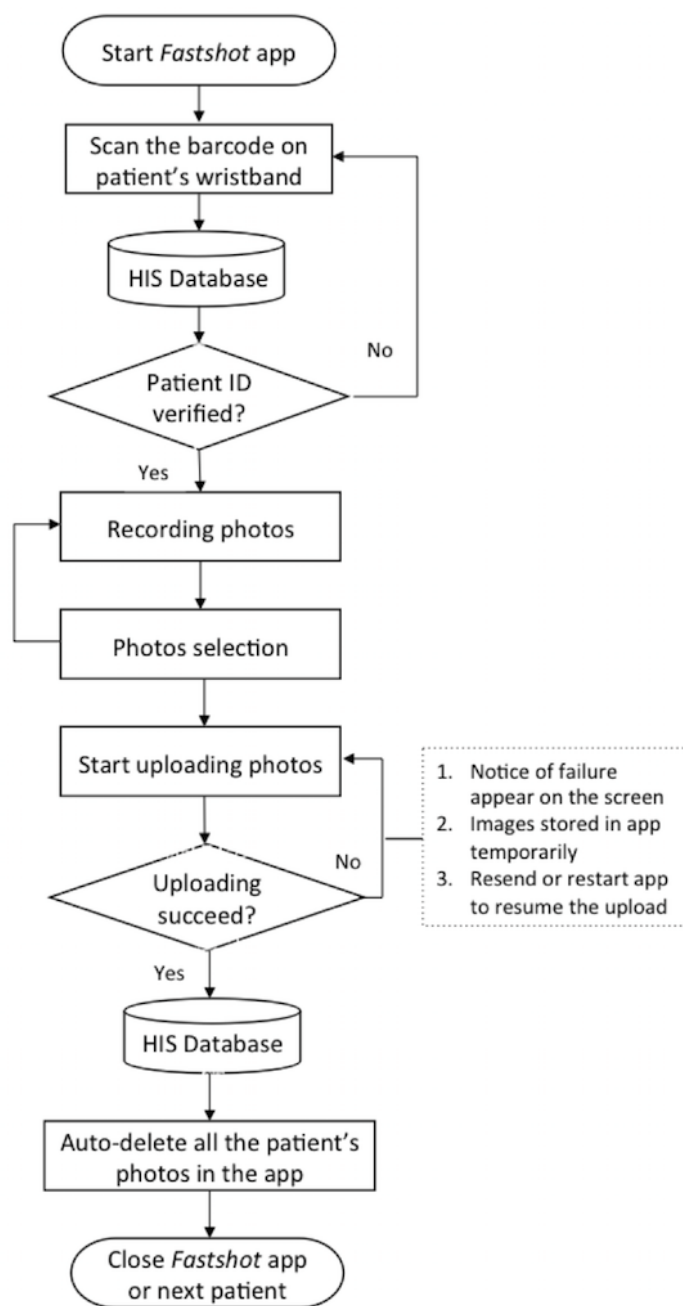 Start Fastshot app
Scan the barcode on
patient's wristband
HIS Database
No
Patient ID
verified?
Yes
Recording photos
Photos selection
Start uploading photos
1. Notice of failure
appear on the screen
2. Images stored in app
temporarily
3. Resend or restart app
to resume the upload
No
Uploading
succeed?
Yes
HIS Database
Auto-delete all the patient's
photos in the app
Close Fastshot app
or next patient